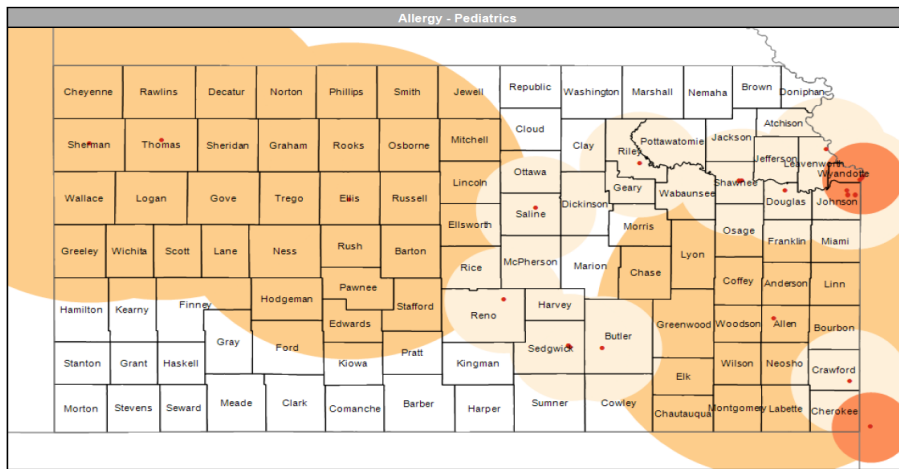 Allergy - Pediatrics
Cheyenne Rawlins Decatur Norton Phillips Smith Jewell Republic Washington Marshall Nemaha Brown Doniphan
Cloud Atchison
Sherman Thomas Sheridan Graham Rooks Osborne Mitchell Clay Riley Pottawatomie Jackson Jefferson Leavenworth
Ottawa Wyandotte
Wallace Logan Gove Trego Ellis Russell Lincoln Saline Dickinson Geary Wabaunsee Shawnee Douglas Johnson
Ellsworth Morris Osage
Greeley Wichita Scott Lane Ness Rush Barton Rice McPherson Marion Chase Lyon Franklin Miami
Pawnee Coffey Anderson Linn
Hamilton Kearny Finney Hodgeman Edwards Stafford Reno Harvey Greenwood Woodson Allen Bourbon
Gray Ford Kiowa Pratt Kingman Sedgwick Butler
Stanton Grant Haskell Elk Wilson Neosho Crawford
Morton Stevens Seward Meade Clark Comanche Barber Harper Sumner Cowley Chautauqua Montgomery Labette Cherokee